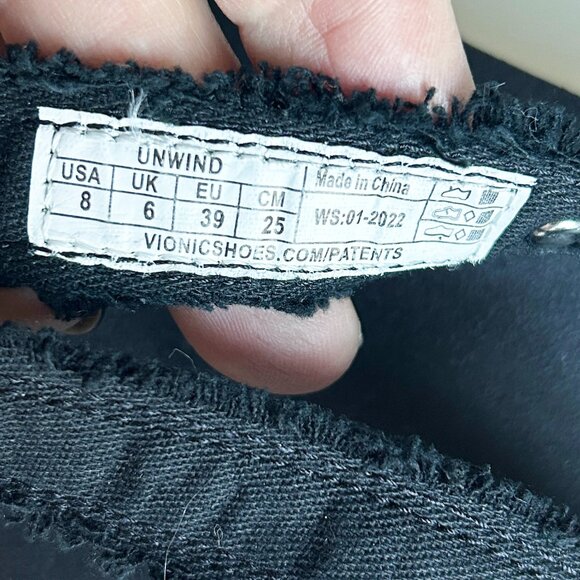 UNWIND
USA UK EU CM Made in China
8 6 39 25 WS:01-2022
VIONICSHOES.COM/PATENTS